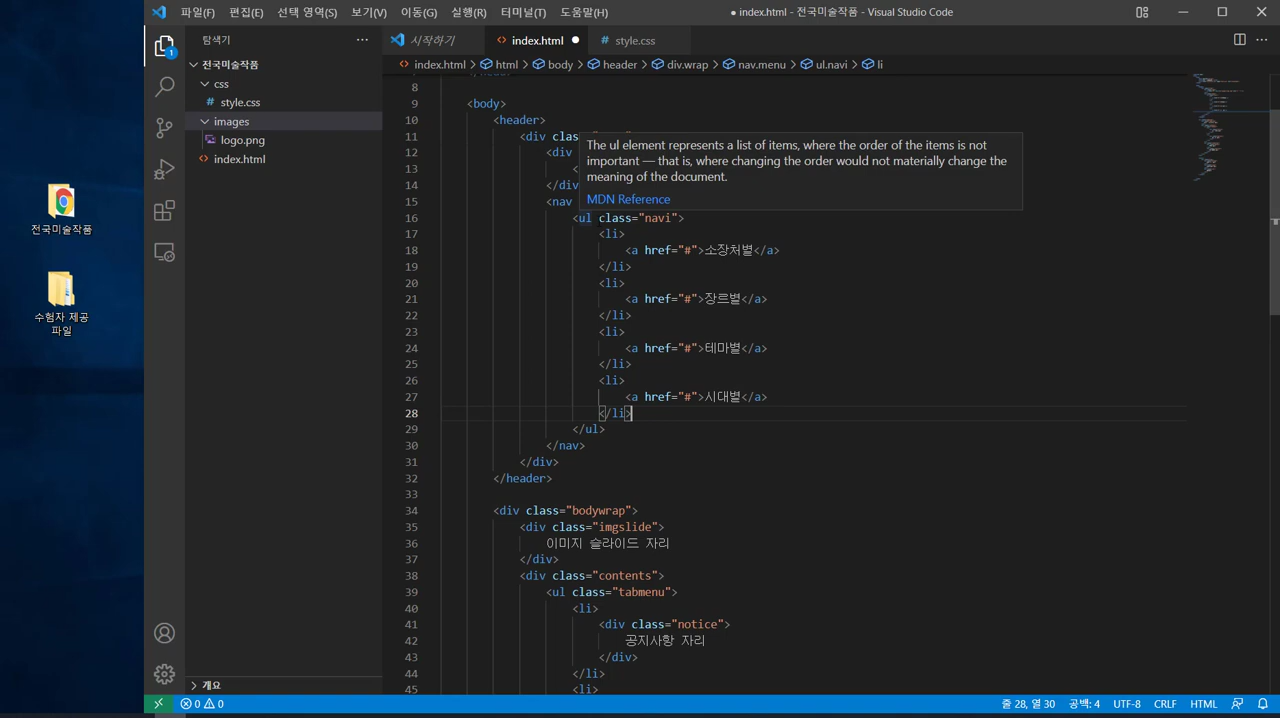 파일(F) 편집(E) 선택 영역(S) 보기(V) 이동(G) 실행(R) 터미널(T) 도움말(H) ● index.html - 전국미술작품 - Visual Studio Code
탐색기 ···
시작하기 <> index.html ● # style.css
<> index.html > html > body > header > div.wrap > nav.menu > ul.navi > li
1
전국미술작품
css
# style.css
images
logo.png
<> index.html
개요
전국미술작품
수험자 제공
파일
8
9 <body>
10 <header>
11 <div clas
12 <div
13 <
14 </div
15 <nav
The ul element represents a list of items, where the order of the items is not
important — that is, where changing the order would not materially change the
meaning of the document.
MDN Reference
16 <ul class="navi">
17 <li>
18 <a href="#">소장처별</a>
19 </li>
20 <li>
21 <a href="#">장르별</a>
22 </li>
23 <li>
24 <a href="#">테마별</a>
25 </li>
26 <li>
27 <a href="#">시대별</a>
28 </li>
29 </ul>
30 </nav>
31 </div>
32 </header>
33
34 <div class="bodywrap">
35 <div class="imgslide">
36 이미지 슬라이드 자리
37 </div>
38 <div class="contents">
39 <ul class="tabmenu">
40 <li>
41 <div class="notice">
42 공지사항 자리
43 </div>
44 </li>
45 <li>
0 0 줄 28, 열 30 공백: 4 UTF-8 CRLF HTML